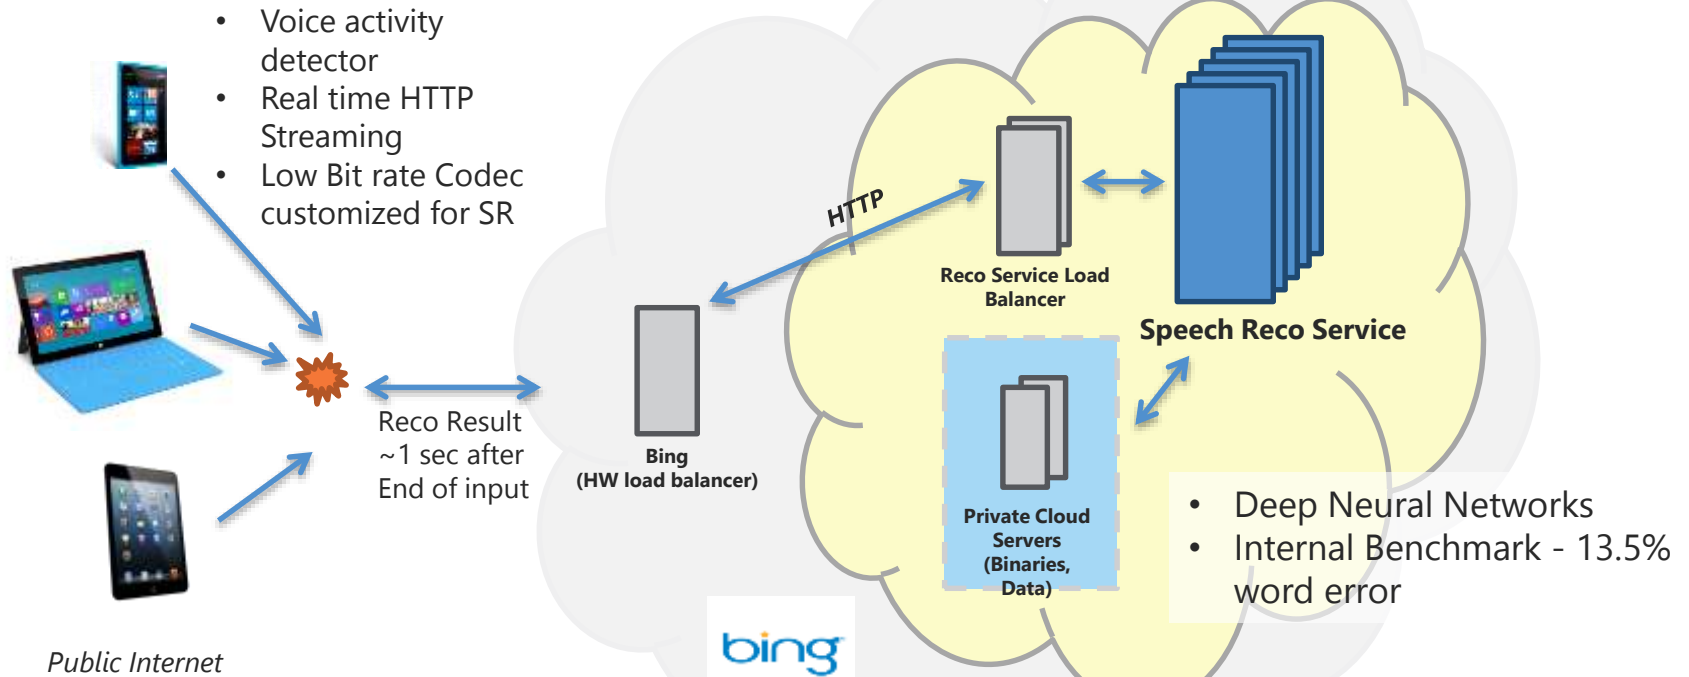 • Voice activity
detector
• Real time HTTP
Streaming
• Low Bit rate Codec
customized for SR
HTTP
Reco Service Load
Balancer
Speech Reco Service
Reco Result
~1 sec after
End of input
Bing
(HW load balancer)
Private Cloud
Servers
(Binaries,
Data)
• Deep Neural Networks
• Internal Benchmark - 13.5%
word error
bing
Public Internet